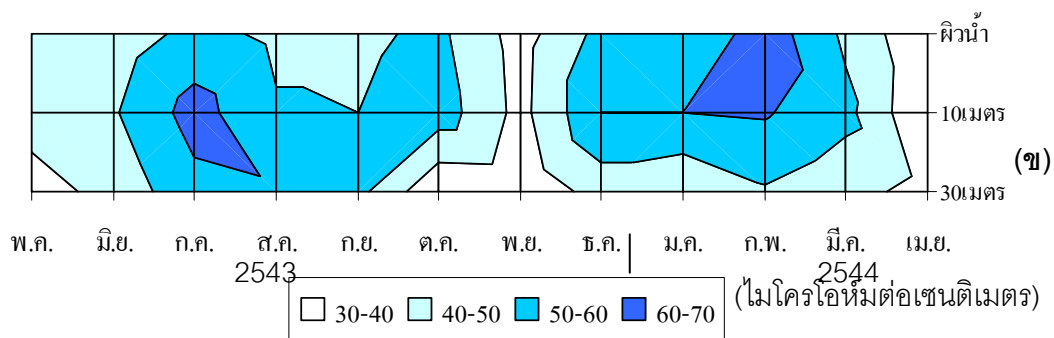 ผิวน้ำ
10เมตร
(ข)
30เมตร
พ.ค. มิ.ย. ก.ค. ส.ค. ก.ย. ต.ค. พ.ย. ธ.ค. ม.ค. ก.พ. มี.ค. เม.ย.
2543 2544
30-40 40-50 50-60 60-70 (ไมโครโอห์มต่อเซนติเมตร)